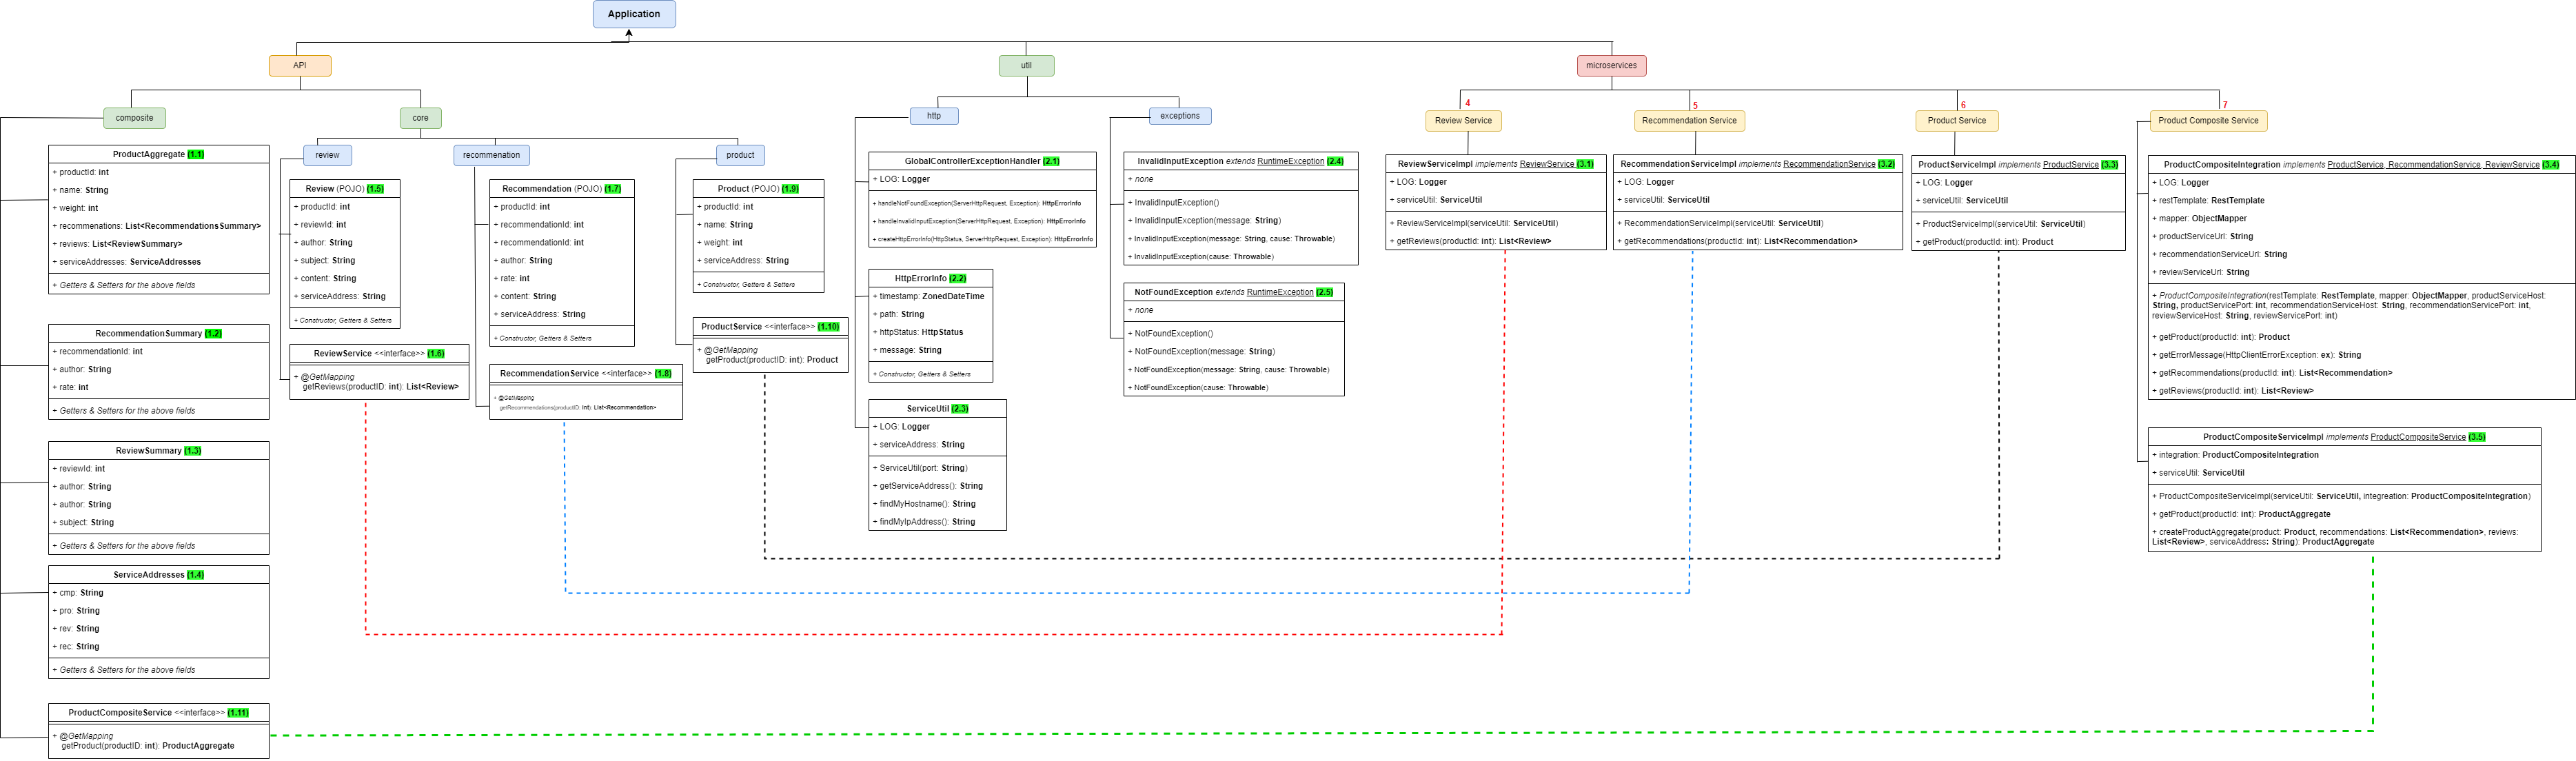 Application
API
util
microservices
composite
core
http
exceptions
4
Review Service
5
Recommendation Service
6
Product Service
7
Product Composite Service
review
recommenation
product
ProductAggregate (1.1)
+ productId: int
+ name: String
+ weight: int
+ recommenations: List<RecommendationsSummary>
+ reviews: List<ReviewSummary>
+ serviceAddresses: ServiceAddresses
+ Getters & Setters for the above fields
RecommendationSummary (1.2)
+ recommendationId: int
+ author: String
+ rate: int
+ Getters & Setters for the above fields
ReviewSummary (1.3)
+ reviewId: int
+ author: String
+ author: String
+ subject: String
+ Getters & Setters for the above fields
ServiceAddresses (1.4)
+ cmp: String
+ pro: String
+ rev: String
+ rec: String
+ Getters & Setters for the above fields
ProductCompositeService <<interface>> (1.11)
+ @GetMapping
getProduct(productID: int): ProductAggregate
Review (POJO) (1.5)
+ productId: int
+ reviewId: int
+ author: String
+ subject: String
+ content: String
+ serviceAddress: String
+ Constructor, Getters & Setters
ReviewService <<interface>> (1.6)
+ @GetMapping
getReviews(productID: int): List<Review>
Recommendation (POJO) (1.7)
+ productId: int
+ recommendationId: int
+ recommendationId: int
+ author: String
+ rate: int
+ content: String
+ serviceAddress: String
+ Constructor, Getters & Setters
RecommendationService <<interface>> (1.8)
+ @GetMapping
getRecommendations(productID: int): List<Recommendation>
Product (POJO) (1.9)
+ productId: int
+ name: String
+ weight: int
+ serviceAddress: String
+ Constructor, Getters & Setters
ProductService <<interface>> (1.10)
+ @GetMapping
getProduct(productID: int): Product
GlobalControllerExceptionHandler (2.1)
+ LOG: Logger
+ handleNotFoundException(ServerHttpRequest, Exception): HttpErrorInfo
+ handleInvalidInputException(ServerHttpRequest, Exception): HttpErrorInfo
+ createHttpErrorInfo(HttpStatus, ServerHttpRequest, Exception): HttpErrorInfo
HttpErrorInfo (2.2)
+ timestamp: ZonedDateTime
+ path: String
+ httpStatus: HttpStatus
+ message: String
+ Constructor, Getters & Setters
ServiceUtil (2.3)
+ LOG: Logger
+ serviceAddress: String
+ ServiceUtil(port: String)
+ getServiceAddress(): String
+ findMyHostname(): String
+ findMyIpAddress(): String
InvalidInputException extends RuntimeException (2.4)
+ none
+ InvalidInputException()
+ InvalidInputException(message: String)
+ InvalidInputException(message: String, cause: Throwable)
+ InvalidInputException(cause: Throwable)
NotFoundException extends RuntimeException (2.5)
+ none
+ NotFoundException()
+ NotFoundException(message: String)
+ NotFoundException(message: String, cause: Throwable)
+ NotFoundException(cause: Throwable)
ReviewServiceImpl implements ReviewService (3.1)
+ LOG: Logger
+ serviceUtil: ServiceUtil
+ ReviewServiceImpl(serviceUtil: ServiceUtil)
+ getReviews(productId: int): List<Review>
RecommendationServiceImpl implements RecommendationService (3.2)
+ LOG: Logger
+ serviceUtil: ServiceUtil
+ RecommendationServiceImpl(serviceUtil: ServiceUtil)
+ getRecommendations(productId: int): List<Recommendation>
ProductServiceImpl implements ProductService (3.3)
+ LOG: Logger
+ serviceUtil: ServiceUtil
+ ProductServiceImpl(serviceUtil: ServiceUtil)
+ getProduct(productId: int): Product
ProductCompositeIntegration implements ProductService, RecommendationService, ReviewService (3.4)
+ LOG: Logger
+ restTemplate: RestTemplate
+ mapper: ObjectMapper
+ productServiceUrl: String
+ recommendationServiceUrl: String
+ reviewServiceUrl: String
+ ProductCompositeIntegration(restTemplate: RestTemplate, mapper: ObjectMapper, productServiceHost:
String, productServicePort: int, recommendationServiceHost: String, recommendationServicePort: int,
reviewServiceHost: String, reviewServicePort: int)
+ getProduct(productId: int): Product
+ getErrorMessage(HttpClientErrorException: ex): String
+ getRecommendations(productId: int): List<Recommendation>
+ getReviews(productId: int): List<Review>
ProductCompositeServiceImpl implements ProductCompositeService (3.5)
+ integration: ProductCompositeIntegration
+ serviceUtil: ServiceUtil
+ ProductCompositeServiceImpl(serviceUtil: ServiceUtil, integreation: ProductCompositeIntegration)
+ getProduct(productId: int): ProductAggregate
+ createProductAggregate(product: Product, recommendations: List<Recommendation>, reviews:
List<Review>, serviceAddress: String): ProductAggregate